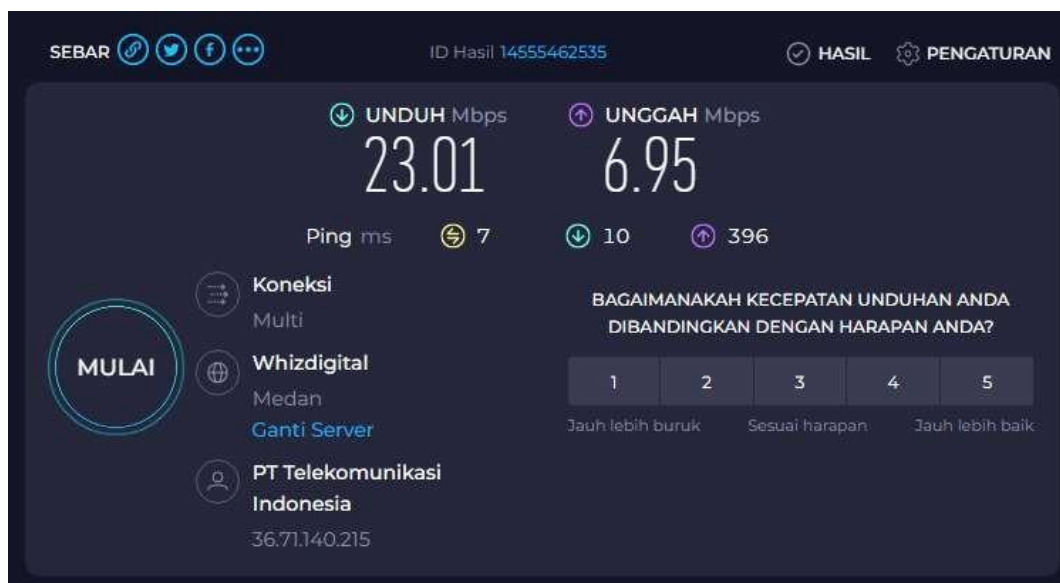 SEBAR ID Hasil 14555462535 HASIL PENGATURAN
UNDUH Mbps UNGGAH Mbps
23.01 6.95
Ping ms 7 10 396
Koneksi
Multi
BAGAIMANAKAH KECEPATAN UNDUHAN ANDA
DIBANDINGKAN DENGAN HARAPAN ANDA?
MULAI
Whizdigital
Medan
Ganti Server
1 2 3 4 5
Jauh lebih buruk Sesuai harapan Jauh lebih baik
PT Telekomunikasi
Indonesia
36.71.140.215